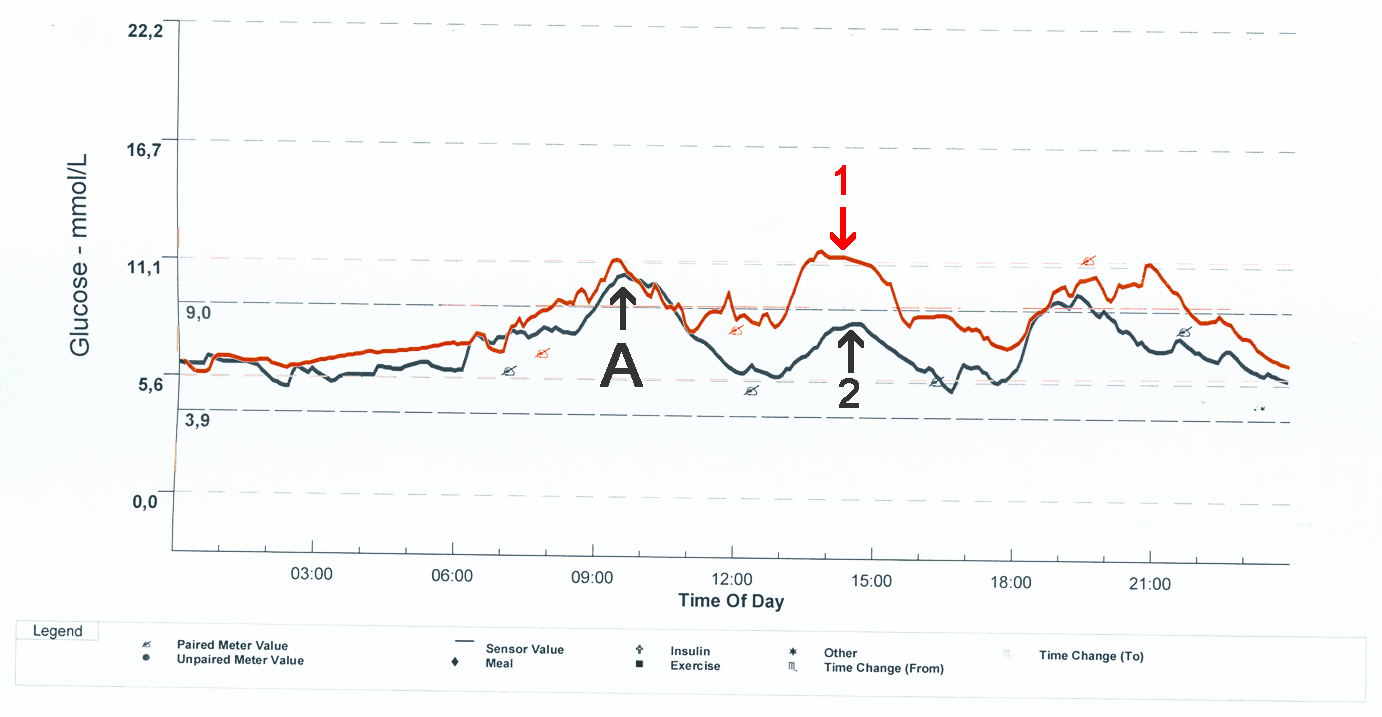 22,2
16,7
1
11,1
9,0
Glucose - mmol/L
A
5,6
2
3,9
0,0
03:00 06:00 09:00 12:00 15:00 18:00 21:00
Time Of Day
Legend
Paired Meter Value
Unpaired Meter Value
Sensor Value
Meal
Insulin
Exercise
Other
Time Change (From)
Time Change (To)